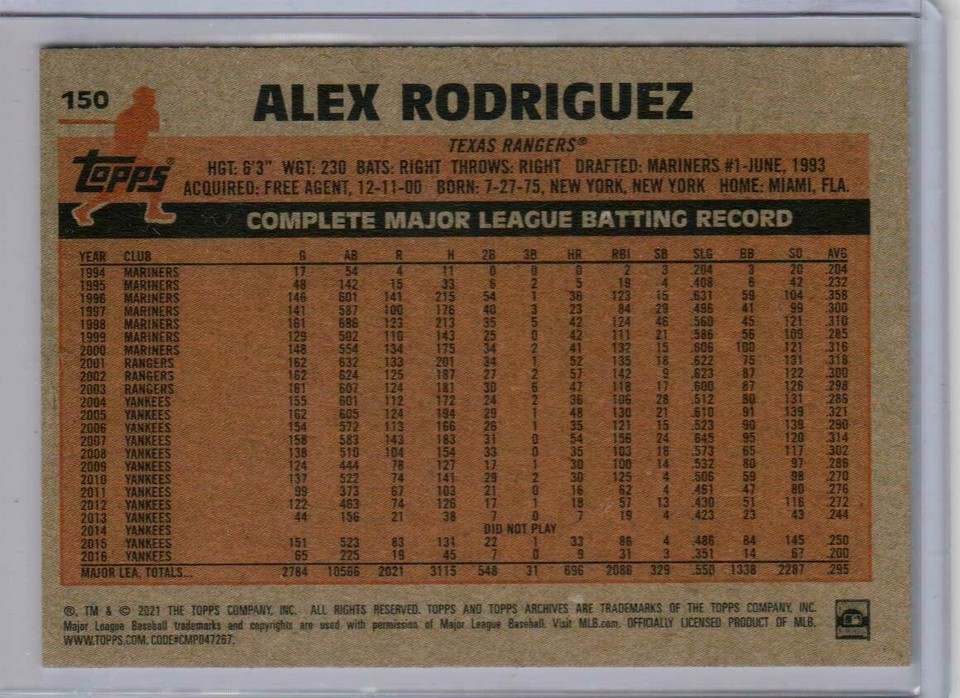 150
ALEX RODRIGUEZ
Topps®
TEXAS RANGERS®
HGT: 6'3" WGT: 230 BATS: RIGHT THROWS: RIGHT DRAFTED: MARINERS #1-JUNE, 1993
ACQUIRED: FREE AGENT, 12-11-00 BORN: 7-27-75, NEW YORK, NEW YORK HOME: MIAMI, FLA.
COMPLETE MAJOR LEAGUE BATTING RECORD
YEAR CLUB G AB R H 2B 3B HR RBI SB SLG BB SO AVG
1994 MARINERS 17 54 4 11 0 0 0 2 3 .204 3 20 .204
1995 MARINERS 48 142 15 33 6 2 5 19 4 .408 6 42 .232
1996 MARINERS 146 601 141 215 54 1 36 123 15 .631 59 104 .358
1997 MARINERS 141 587 100 176 40 3 23 84 29 .496 41 99 .300
1998 MARINERS 161 686 123 213 35 5 42 124 46 .560 45 121 .310
1999 MARINERS 129 502 110 143 25 0 42 111 21 .586 56 109 .285
2000 MARINERS 148 554 134 175 34 2 41 132 15 .606 100 121 .316
2001 RANGERS 162 632 133 201 34 1 52 135 18 .622 75 131 .318
2002 RANGERS 162 624 125 187 27 2 57 142 9 .623 87 122 .300
2003 RANGERS 161 607 124 181 30 6 47 118 17 .600 87 126 .298
2004 YANKEES 155 601 112 172 24 2 36 106 28 .512 80 131 .286
2005 YANKEES 162 605 124 194 29 1 48 130 21 .610 91 139 .321
2006 YANKEES 154 572 113 166 26 1 35 121 15 .523 90 139 .290
2007 YANKEES 158 583 143 183 31 0 54 156 24 .645 95 120 .314
2008 YANKEES 138 510 104 154 33 0 35 103 18 .573 65 117 .302
2009 YANKEES 124 444 78 127 17 1 30 100 14 .532 80 97 .286
2010 YANKEES 137 522 74 141 29 2 30 125 4 .506 59 98 .270
2011 YANKEES 99 373 67 103 21 0 16 62 4 .461 47 80 .276
2012 YANKEES 122 463 74 126 17 1 18 57 13 .430 51 116 .272
2013 YANKEES 44 156 21 38 7 0 7 19 4 .423 23 43 .244
2014 YANKEES DID NOT PLAY
2015 YANKEES 151 523 83 131 22 1 33 86 4 .486 84 145 .250
2016 YANKEES 65 225 19 45 7 0 9 31 3 .351 14 67 .200
MAJOR LEA. TOTALS... 2784 10566 2021 3115 548 31 696 2086 329 .550 1338 2287 .295
®, TM & © 2021 THE TOPPS COMPANY, INC. ALL RIGHTS RESERVED. TOPPS AND TOPPS ARCHIVES ARE TRADEMARKS OF THE TOPPS COMPANY, INC.
Major League Baseball trademarks and copyrights are used with permission of Major League Baseball. Visit MLB.com. OFFICIALLY LICENSED PRODUCT OF MLB.
WWW.TOPPS.COM. CODE#CMP047267.